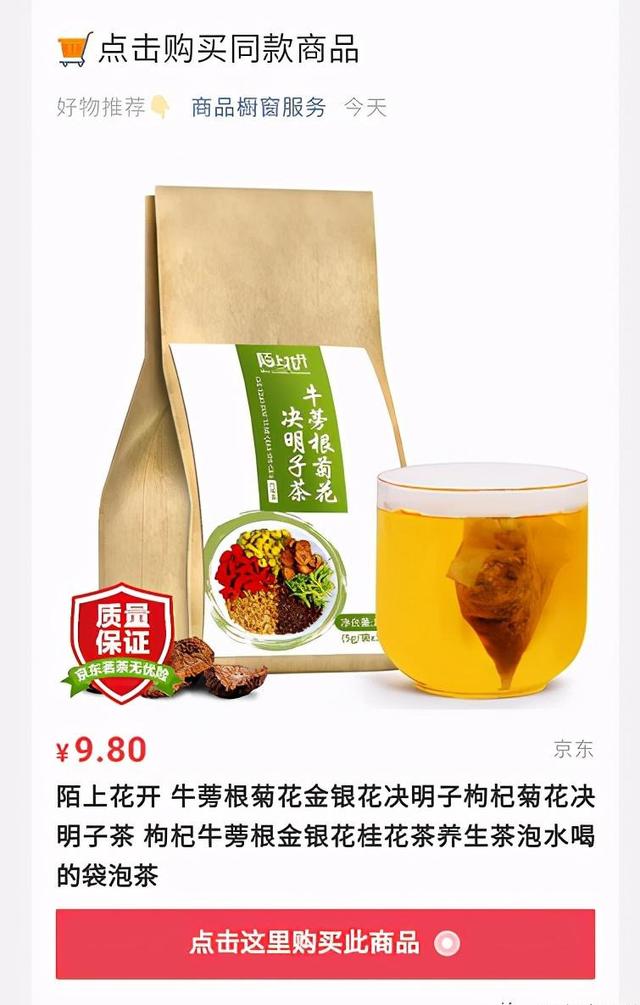 点击购买同款商品
好物推荐 商品橱窗服务 今天
陌上花开
牛蒡根菊花
决明子茶
质量
保证
京东茗茶无忧险
¥9.80
京东
陌上花开 牛蒡根菊花金银花决明子枸杞菊花决
明子茶 枸杞牛蒡根金银花桂花茶养生茶泡水喝
的袋泡茶
点击这里购买此商品